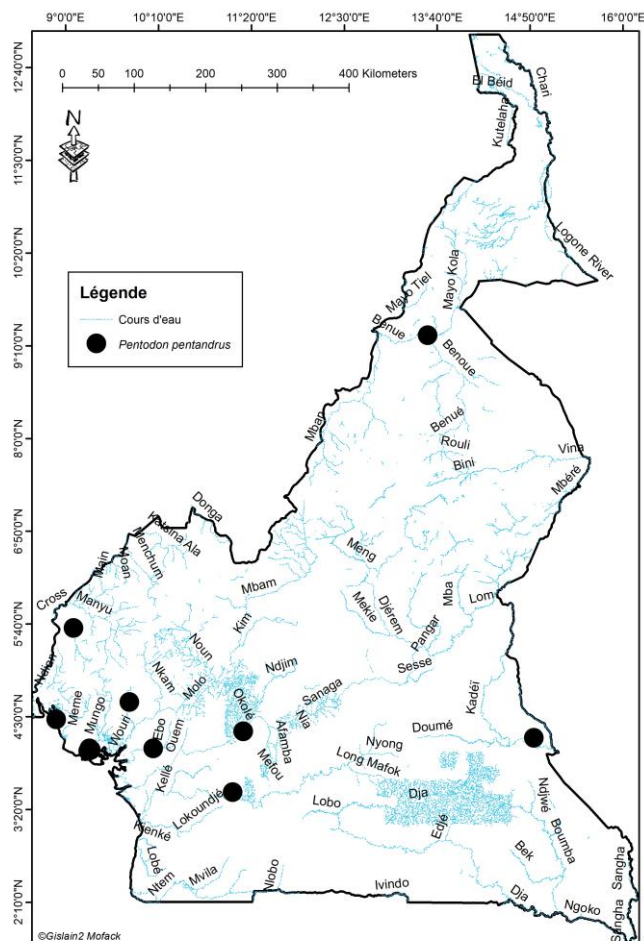 9°0'0"E 10°10'0"E 11°20'0"E 12°30'0"E 13°40'0"E 14°50'0"E 16°0'0"E
12°40'0"N
11°30'0"N
10°20'0"N
9°10'0"N
8°0'0"N
6°50'0"N
5°40'0"N
4°30'0"N
3°20'0"N
2°10'0"N
0 50 100 200 300 400 Kilometers
N
Légende
Cours d'eau
Pentodon pentandrus
El Béid
Chari
Kutelaha
Logone River
Mayo Tiel
Mayo Kola
Benue
Benoue
Benué
Rouli
Bini
Vina
Mbéré
Mban
Donga
Katsina Ala
Menchum
Moan
Main
Cross
Manyu
Meng
Mbam
Mekie
Djérem
Pangar
Mba
Lom
Kim
Noun
Ndian
Nkam
Molo
Ndjim
Sesse
Sanaga
Okolé
Nia
Afamba
Kadéï
Meme
Mungo
Wouri
Ebo
Ouem
Mefou
Doumé
Nyong
Long Mafok
Kellé
Lokoundjé
Lobo
Dja
Edjé
Ndjwé
Boumba
Bek
Kienké
Lobé
Ntem
Mvila
Nlobo
Ivindo
Dja
Ngoko
Sangha
Sangha
©Gislain2 Mofack